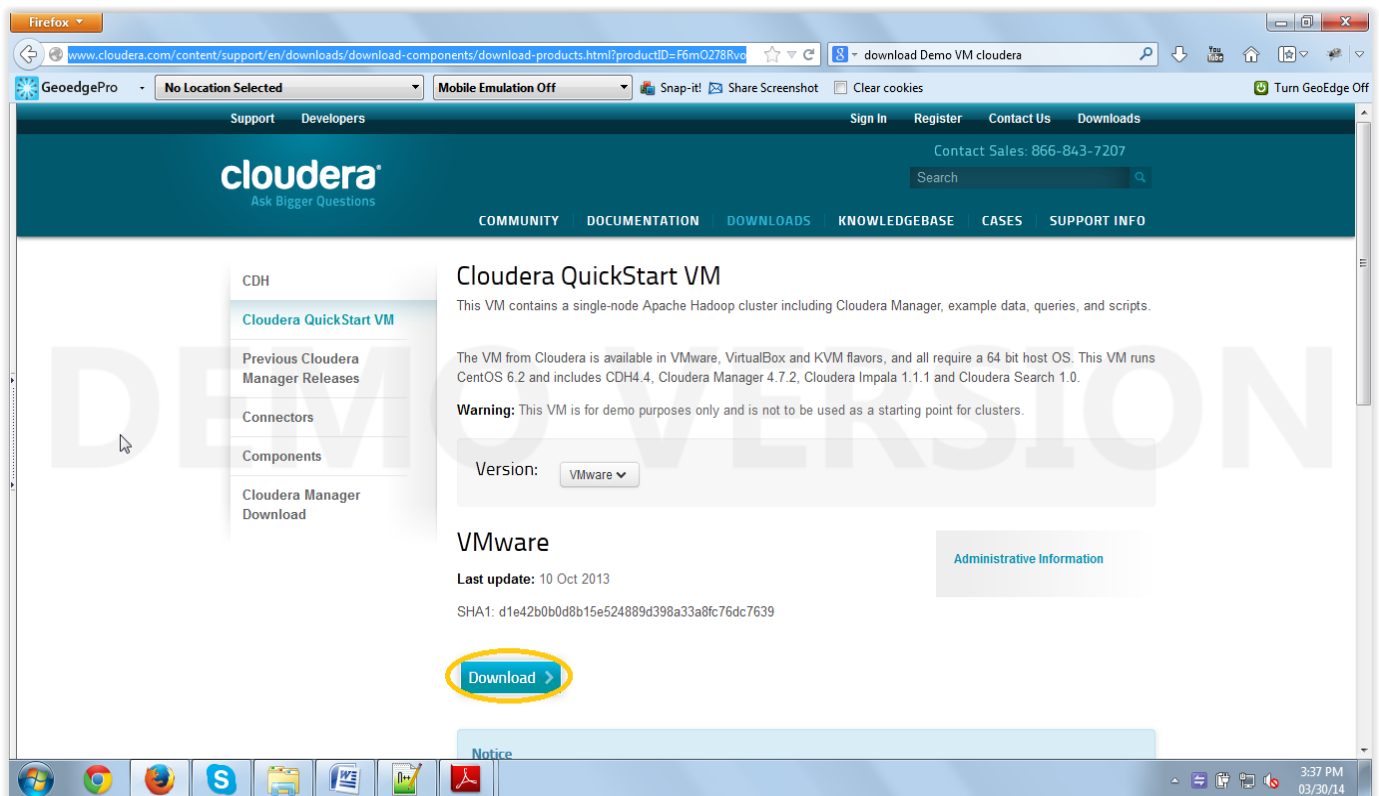 Firefox
www.cloudera.com/content/support/en/downloads/download-components/download-products.html?productID=F6mO278Rvo
download Demo VM cloudera
You Tube
GeoedgePro
No Location Selected
Mobile Emulation Off
Snap-it!
Share Screenshot
Clear cookies
Turn GeoEdge Off
Support Developers
Sign In Register Contact Us Downloads
cloudera
Ask Bigger Questions
Contact Sales: 866-843-7207
Search
COMMUNITY DOCUMENTATION DOWNLOADS KNOWLEDGEBASE CASES SUPPORT INFO
CDH
Cloudera QuickStart VM
Previous Cloudera
Manager Releases
Connectors
Components
Cloudera Manager
Download
Cloudera QuickStart VM
This VM contains a single-node Apache Hadoop cluster including Cloudera Manager, example data, queries, and scripts.
The VM from Cloudera is available in VMware, VirtualBox and KVM flavors, and all require a 64 bit host OS. This VM runs
CentOS 6.2 and includes CDH4.4, Cloudera Manager 4.7.2, Cloudera Impala 1.1.1 and Cloudera Search 1.0.
Warning: This VM is for demo purposes only and is not to be used as a starting point for clusters.
Version: VMware
VMware
Last update: 10 Oct 2013
SHA1: d1e42b0b0d8b15e524889d398a33a8fc76dc7639
Administrative Information
Download
Notice
DEMO VERSION
3:37 PM
03/30/14